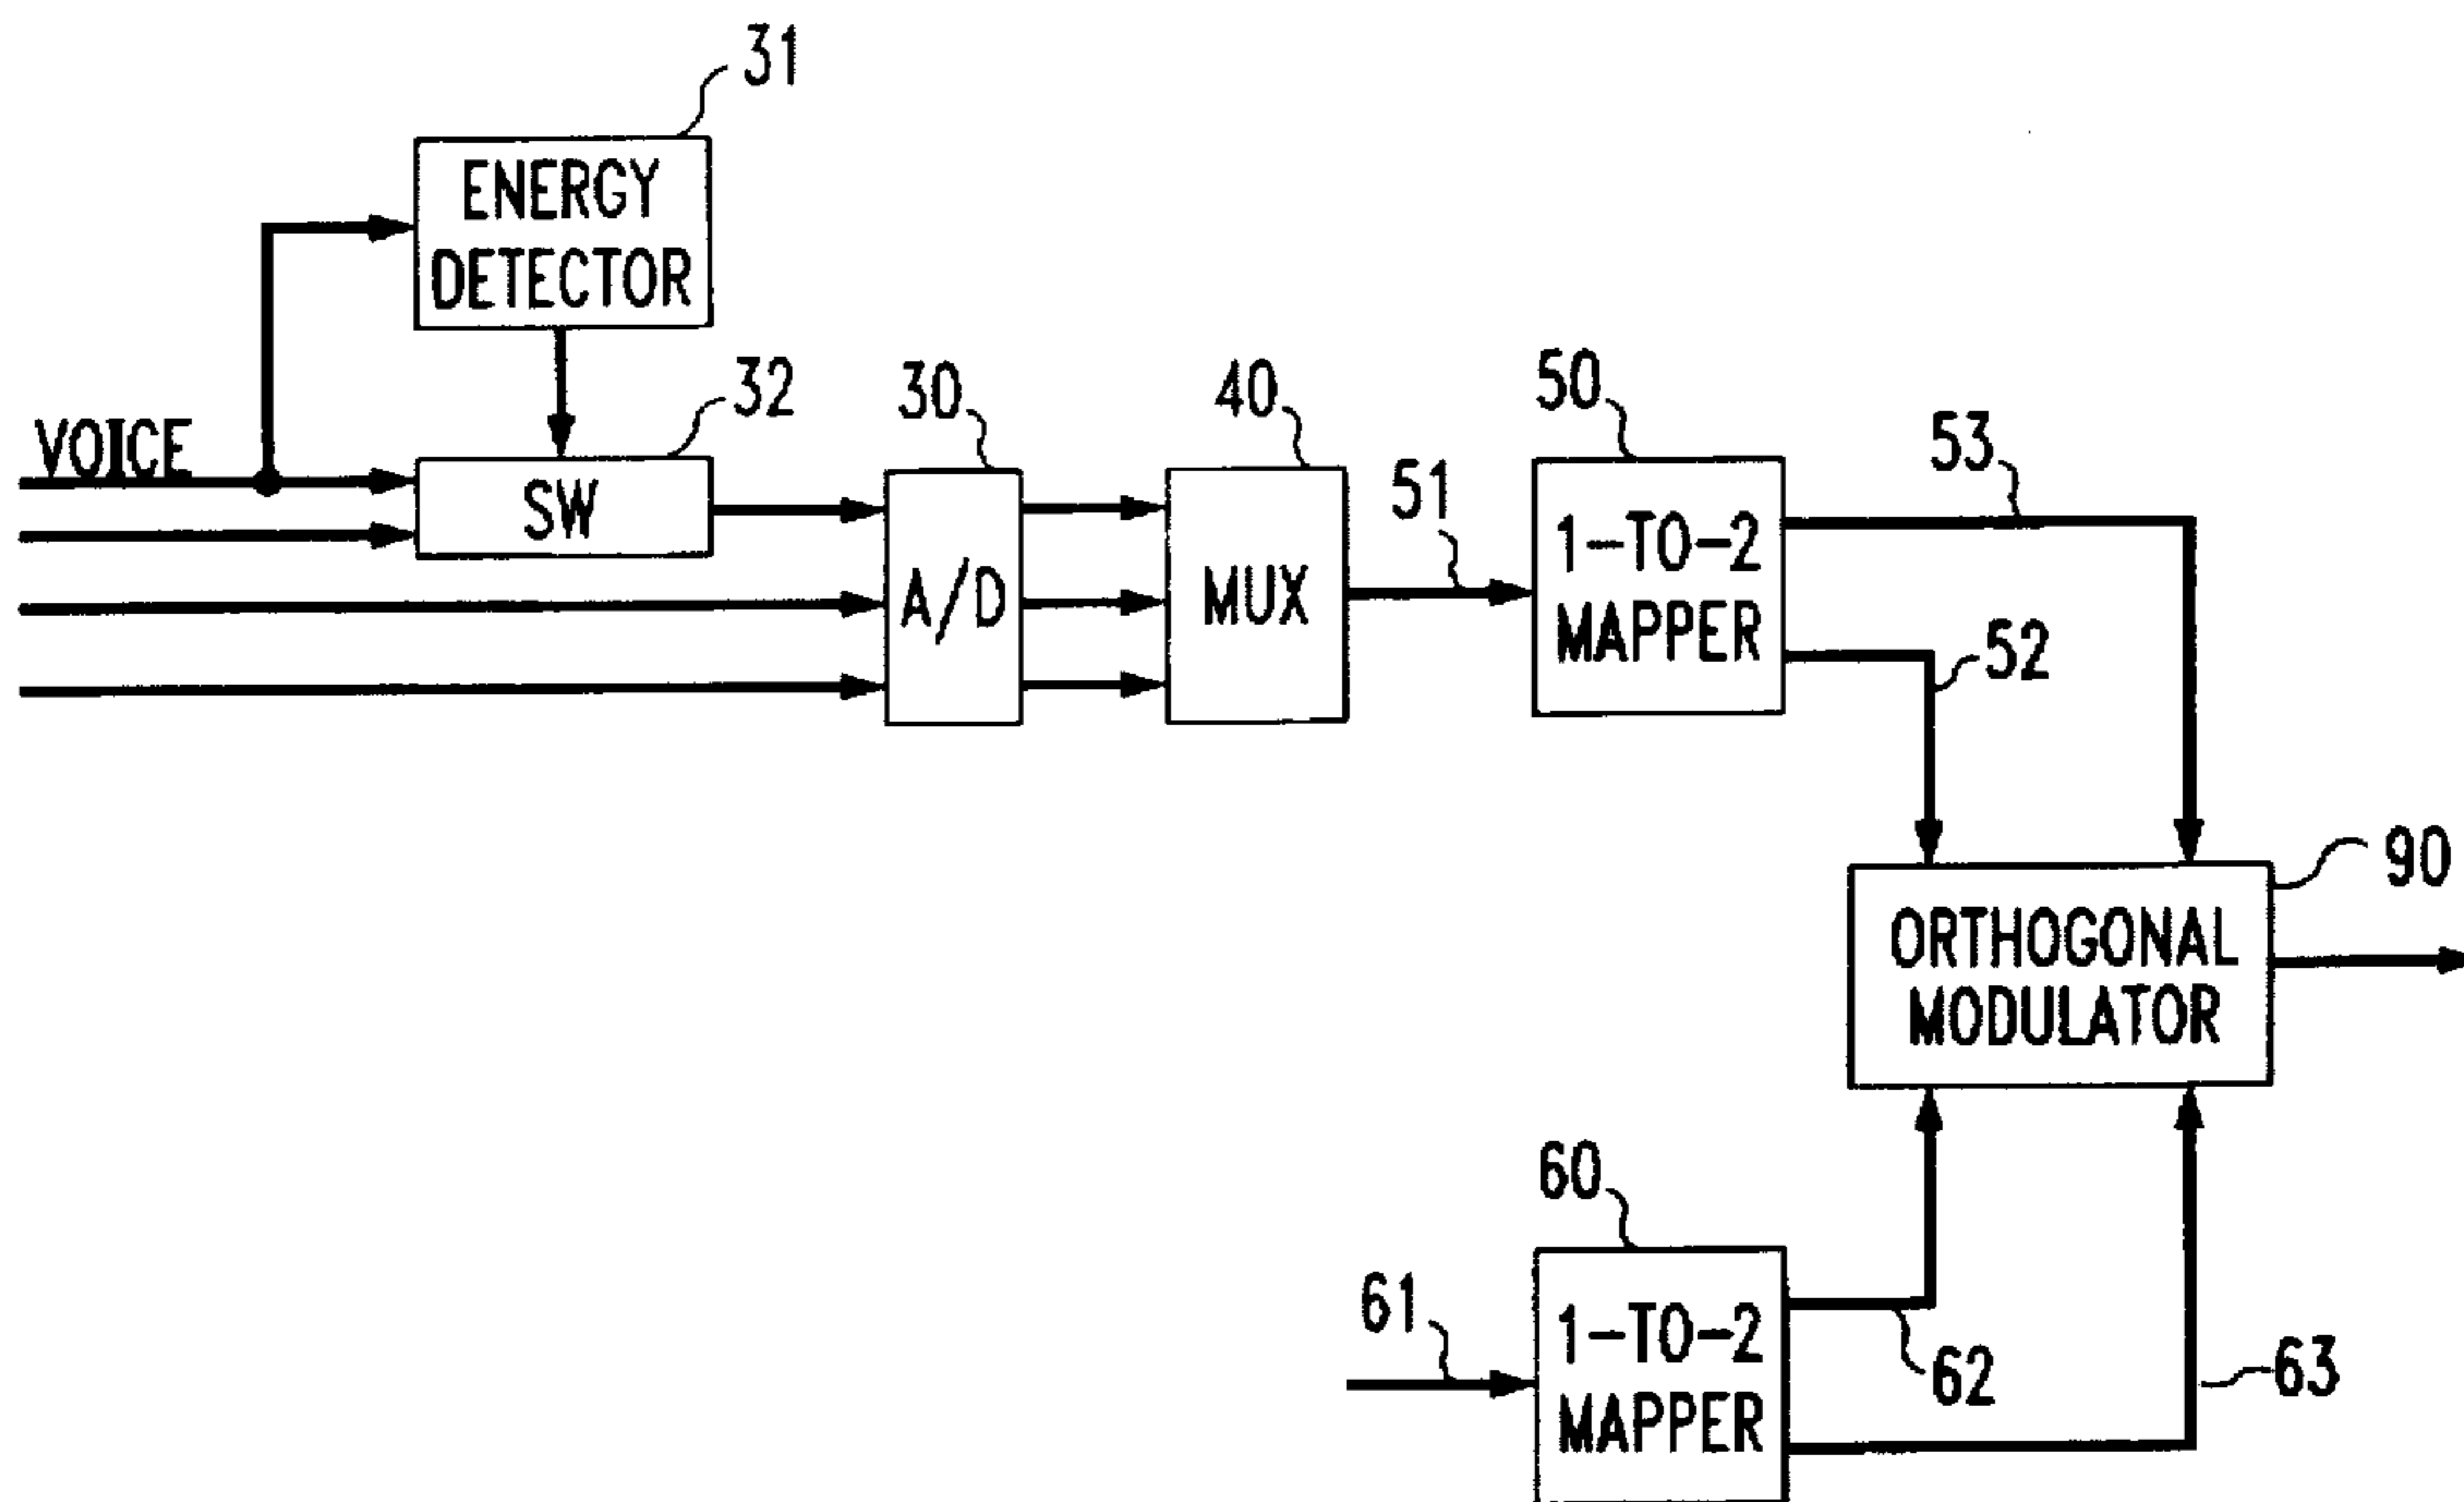 31
ENERGY
DETECTOR
32
30
40
50
VOICE
SW
A/D
MUX
51
1-TO-2
MAPPER
53
52
90
ORTHOGONAL
MODULATOR
60
61
1-TO-2
MAPPER
62
63